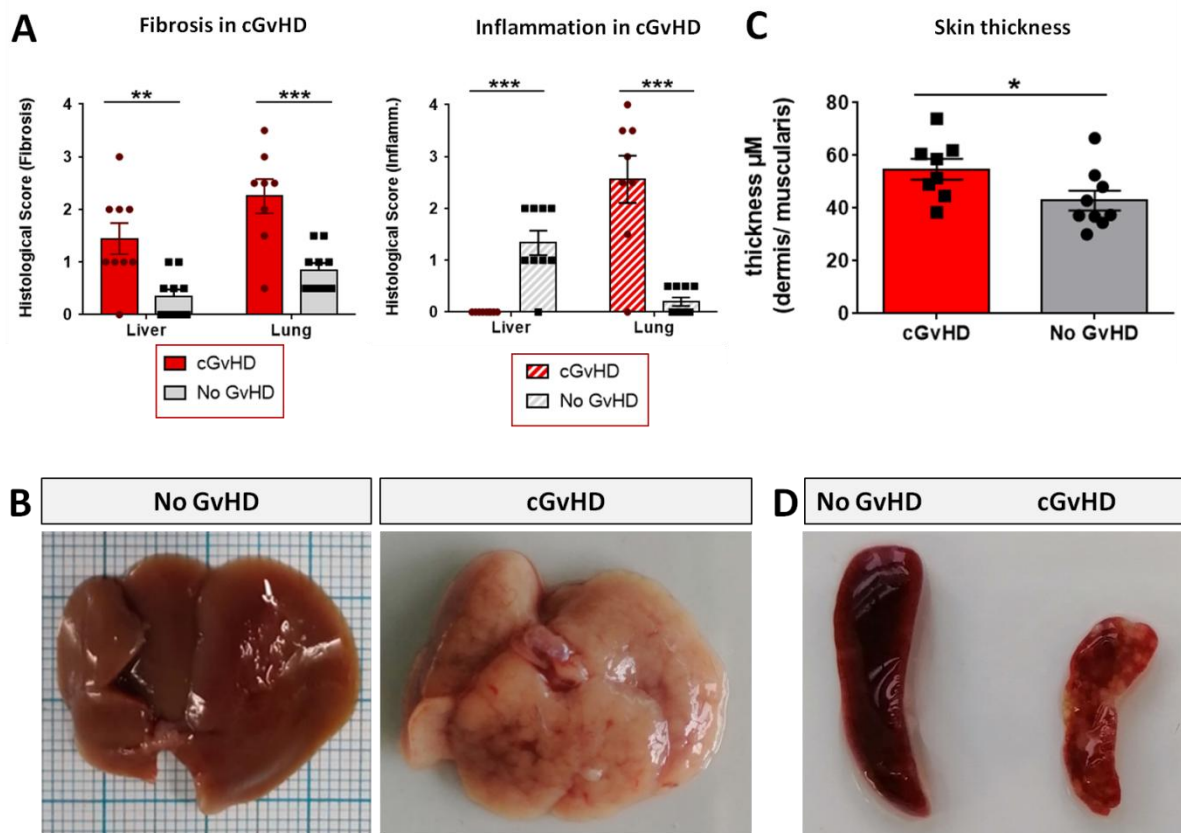 A
Fibrosis in cGvHD
Histological Score (Fibrosis)
4
3
2
1
0
**
***
Liver
Lung
cGvHD
No GvHD
Inflammation in cGvHD
Histological Score (Inflamm.)
4
3
2
1
0
***
***
Liver
Lung
cGvHD
No GvHD
C
Skin thickness
thickness µM
(dermis/ muscularis)
80
60
40
20
0
*
cGvHD
No GvHD
B
No GvHD
cGvHD
D
No GvHD
cGvHD